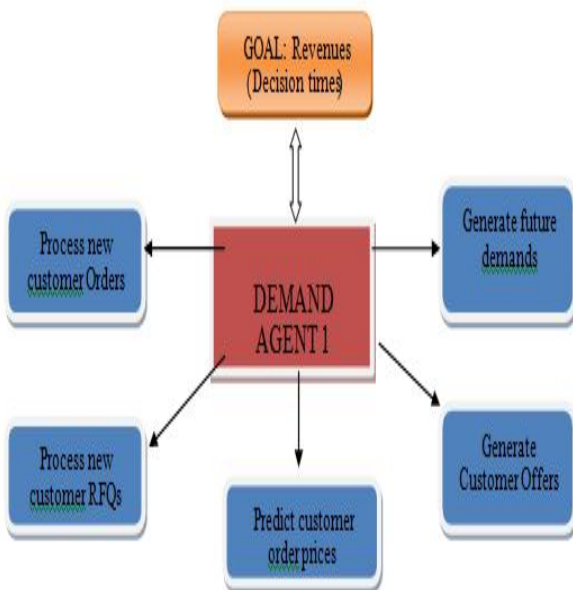 GOAL: Revenues
(Decision times)
Process new
customer Orders
Generate future
demands
DEMAND
AGENT 1
Process new
customer RFQs
Predict customer
order prices
Generate
Customer Offers